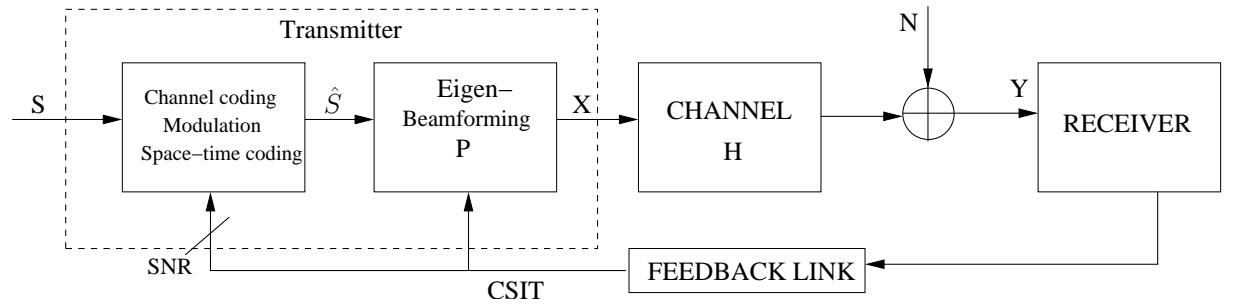 Transmitter
N
S
Channel coding
Modulation
Space−time coding
Ŝ
Eigen−
Beamforming
P
X
CHANNEL
H
Y
RECEIVER
SNR
CSIT
FEEDBACK LINK